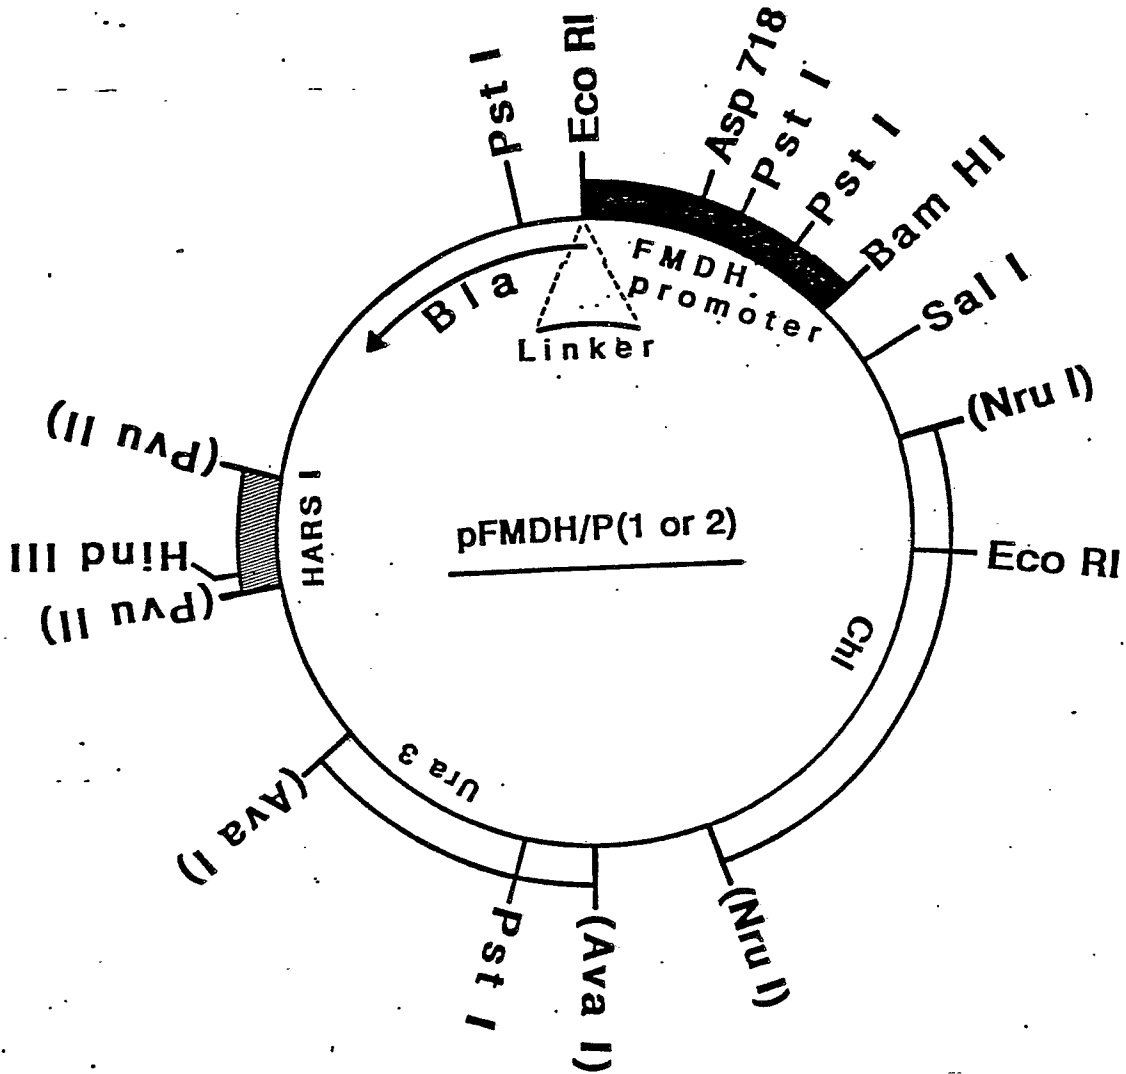 Pst I
Eco RI
Asp 718
Pst I
Pst I
Bam HI
Sal I
(Nru I)
Eco RI
(Nru I)
(Ava I)
Pst I
(Ava I)
(Pvu II)
Hind III
(Pvu II)
FMDH.
promoter
Bla
Linker
HARS I
pFMDH/P(1 or 2)
Chl
Ura 3